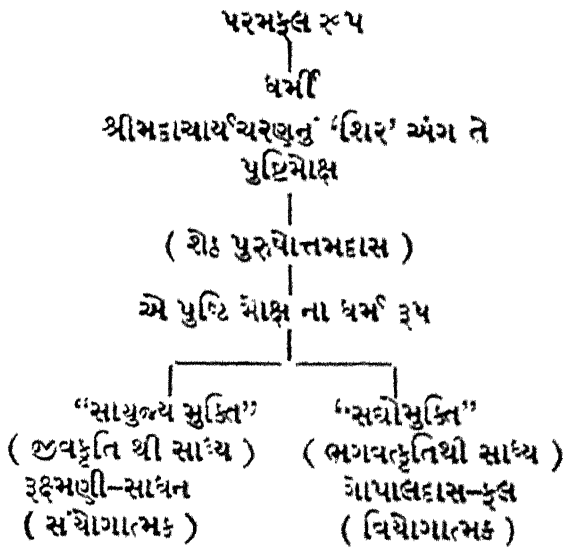 પરમફલ રૂપ
ધર્મી
શ્રીમદાચાર્યચરણનું ‘શિર’ અંગ તે
પુષ્ટિમોક્ષ
( શેઠ પુરુષોત્તમદાસ )
એ પુષ્ટિ મોક્ષ ના ધર્મ રૂપ
“સાયુજ્ય મુક્તિ”
( જીવકૃતિ થી સાધ્ય )
રૂક્ષ્મણી–સાધન
( સંયોગાત્મક )
“સદ્યોમુક્તિ”
( ભગવત્કૃતિથી સાધ્ય )
ગોપાલદાસ–ફલ
( વિયોગાત્મક )